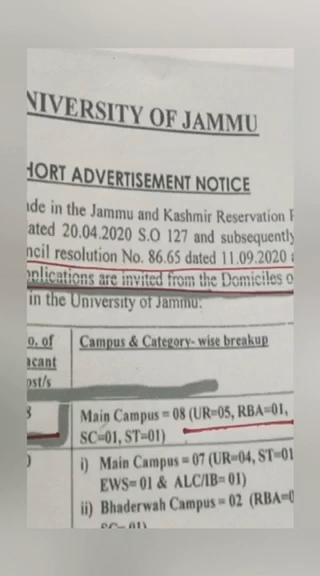 NIVERSITY OF JAMMU
HORT ADVERTISEMENT NOTICE
de in the Jammu and Kashmir Reservation
ated 20.04.2020 S.O 127 and subsequently
ncil resolution No. 86.65 dated 11.09.2020
plications are invited from the Domiciles o
in the University of Jammu:
o. of
acant
ost/s
Campus & Category- wise breakup
Main Campus = 08 (UR=05, RBA=01,
SC=01, ST=01)
i) Main Campus = 07 (UR=04, ST=01
EWS= 01 & ALC/IB= 01)
ii) Bhaderwah Campus = 02 (RBA=0